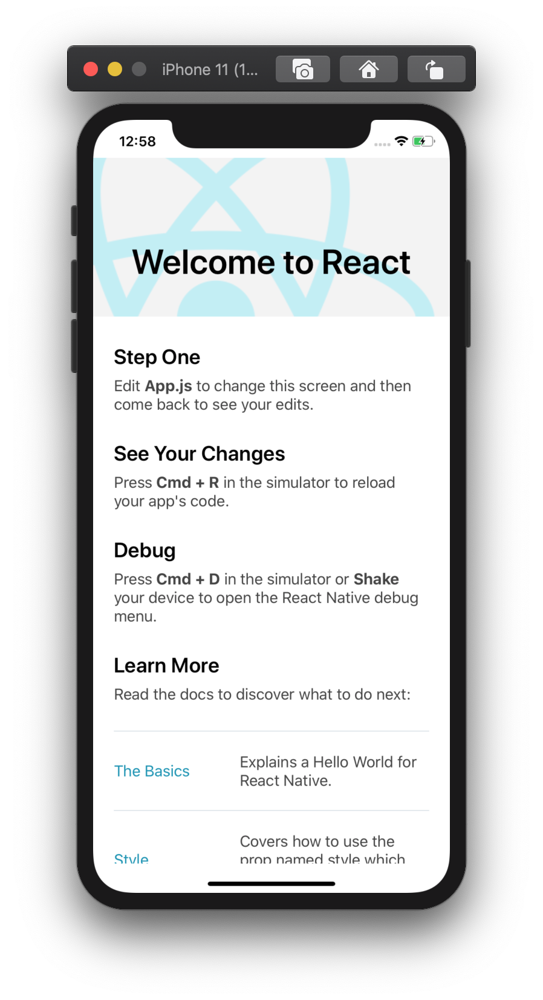 iPhone 11 (1...
12:58
Welcome to React
Step One
Edit App.js to change this screen and then
come back to see your edits.
See Your Changes
Press Cmd + R in the simulator to reload
your app's code.
Debug
Press Cmd + D in the simulator or Shake
your device to open the React Native debug
menu.
Learn More
Read the docs to discover what to do next:
The Basics
Explains a Hello World for
React Native.
Style
Covers how to use the
prop named style which